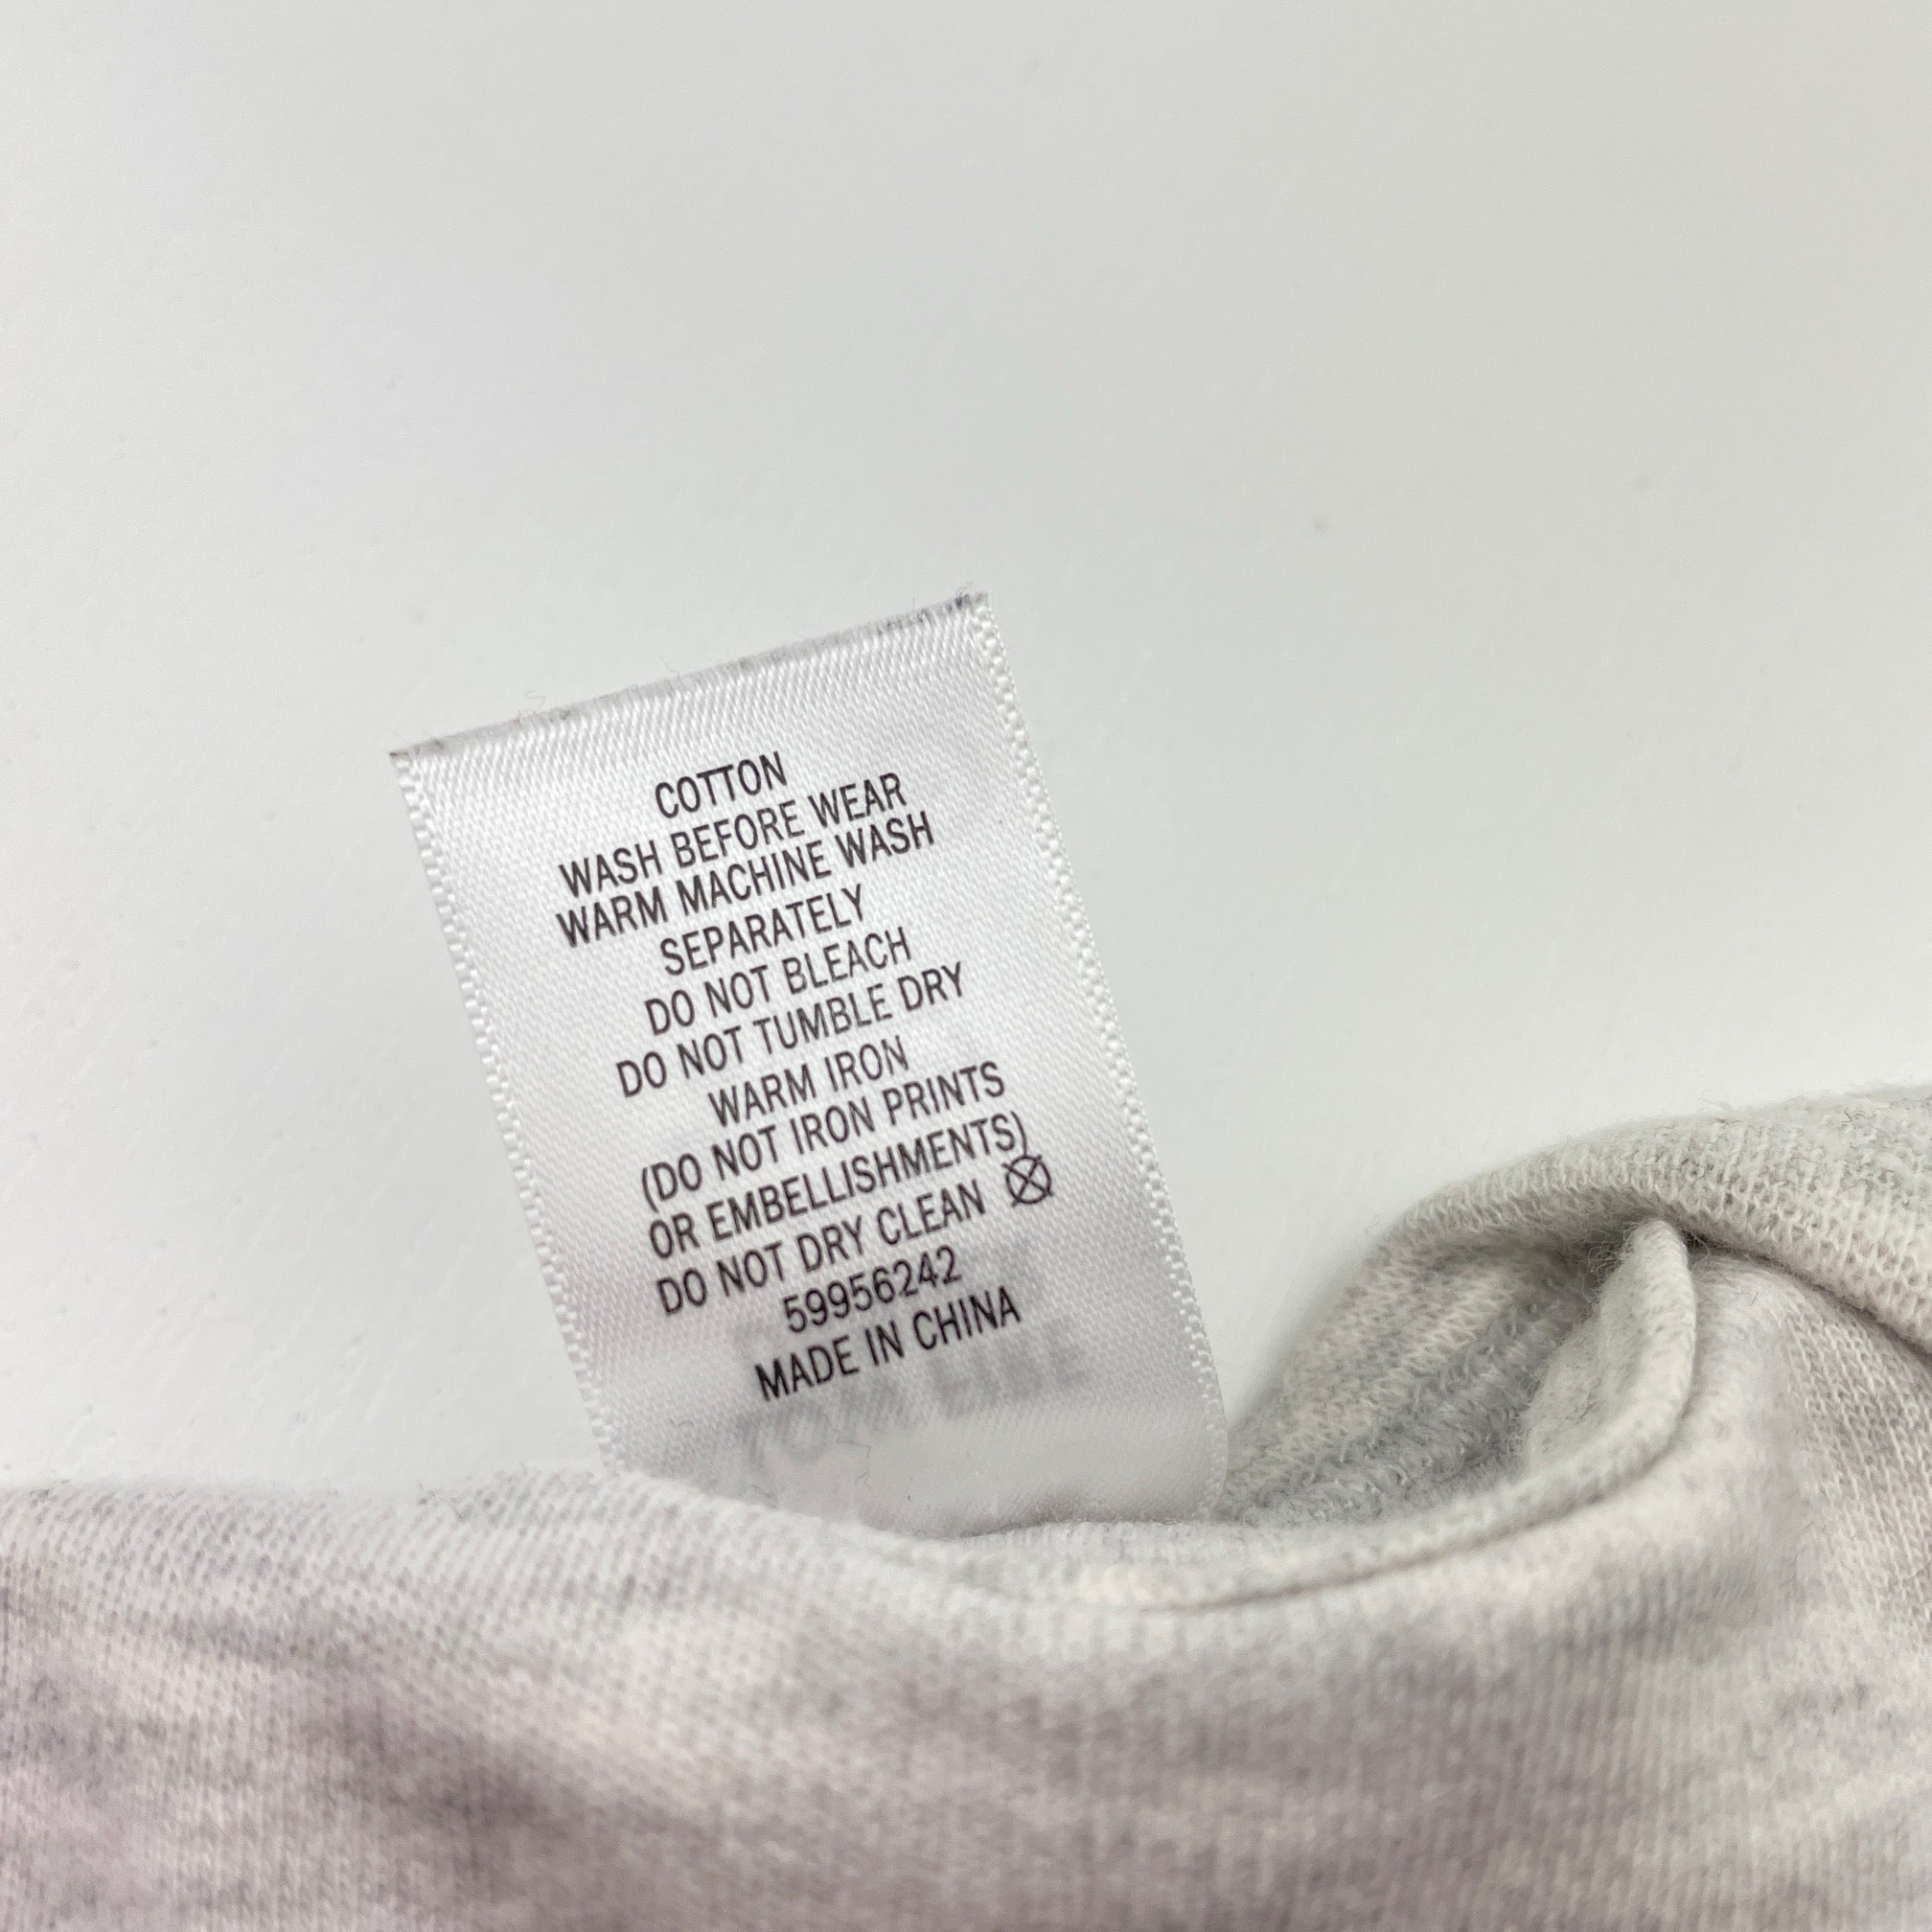 COTTON
WASH BEFORE WEAR
WARM MACHINE WASH
SEPARATELY
DO NOT BLEACH
DO NOT TUMBLE DRY
WARM IRON
(DO NOT IRON PRINTS
OR EMBELLISHMENTS)
DO NOT DRY CLEAN
59956242
MADE IN CHINA